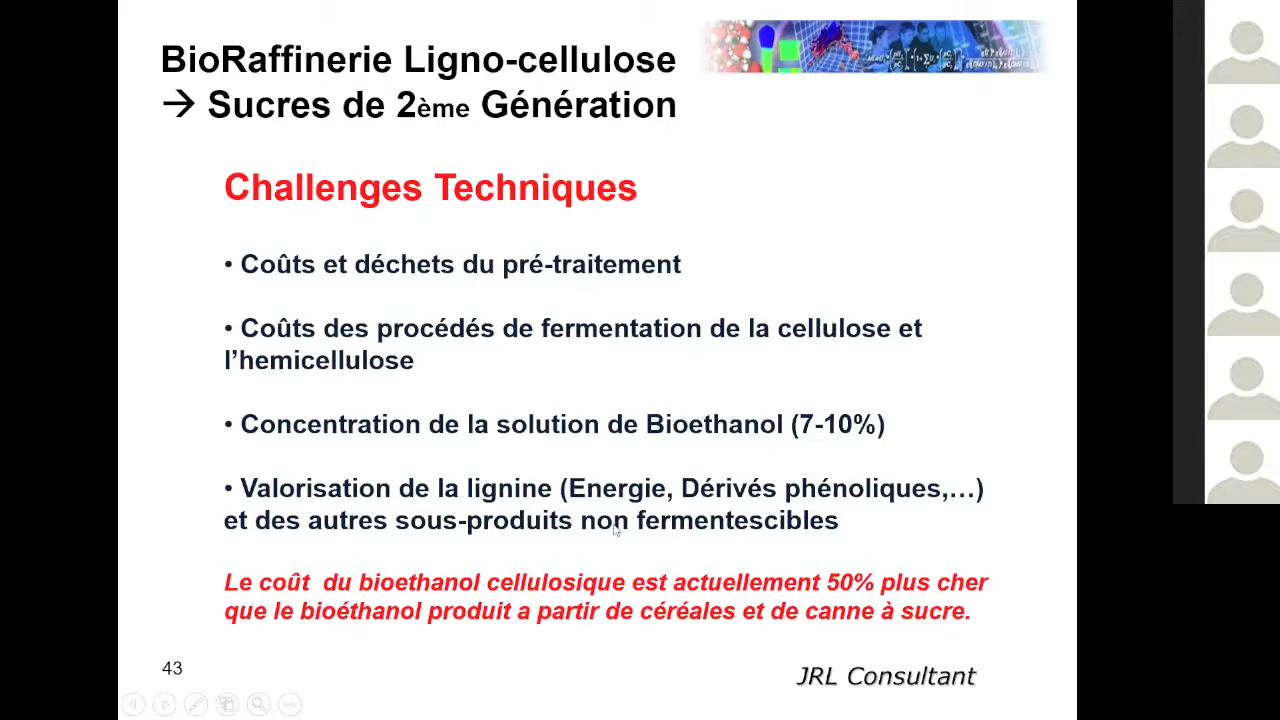 BioRaffinerie Ligno-cellulose
→ Sucres de 2ème Génération
Challenges Techniques
• Coûts et déchets du pré-traitement
• Coûts des procédés de fermentation de la cellulose et
l’hemicellulose
• Concentration de la solution de Bioethanol (7-10%)
• Valorisation de la lignine (Energie, Dérivés phénoliques,…)
et des autres sous-produits non fermentescibles
Le coût du bioethanol cellulosique est actuellement 50% plus cher
que le bioéthanol produit a partir de céréales et de canne à sucre.
43
JRL Consultant